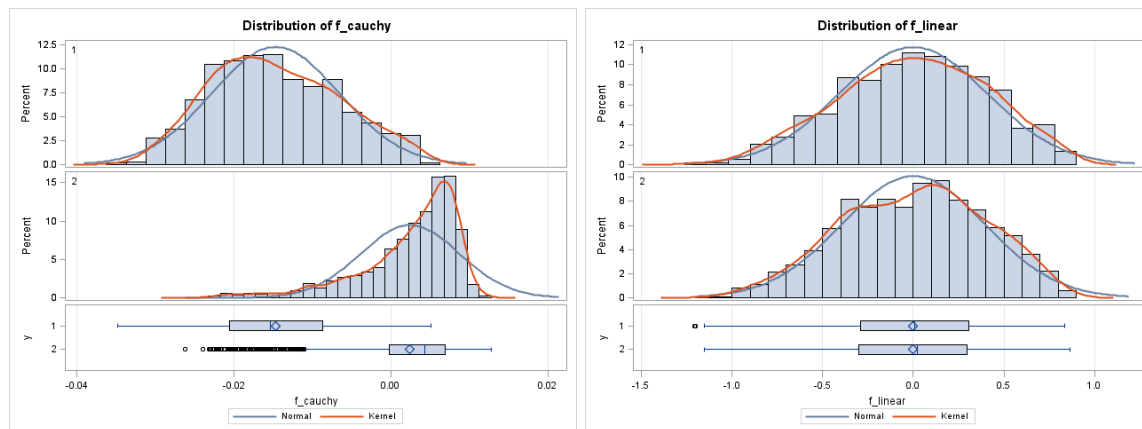 Distribution of f_cauchy
1
12.5
10.0
7.5
5.0
2.5
0.0
Percent
2
15
10
5
0
Percent
1
2
y
-0.04
-0.02
0.00
0.02
f_cauchy
Normal
Kernel
Distribution of f_linear
1
12
10
8
6
4
2
0
Percent
2
10
8
6
4
2
0
Percent
1
2
y
-1.5
-1.0
-0.5
0.0
0.5
1.0
f_linear
Normal
Kernel